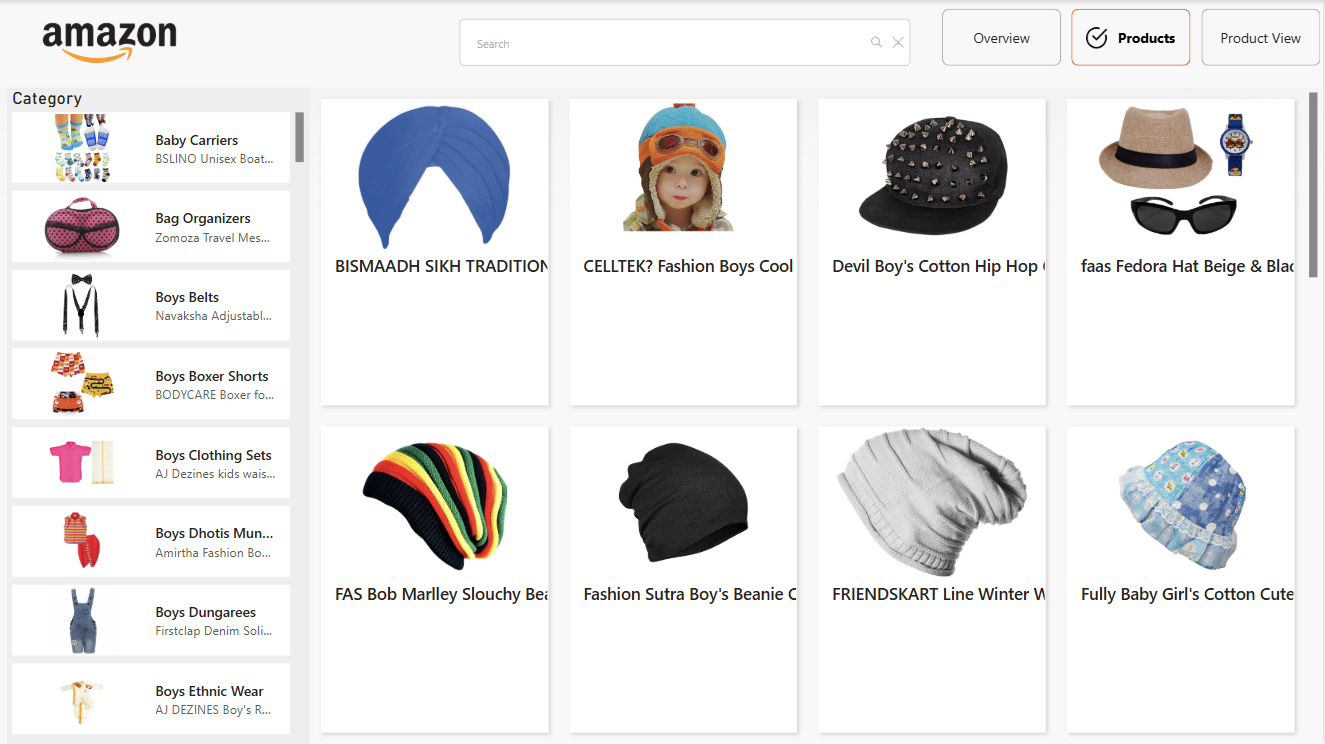 amazon
Search
Overview
Products
Product View
Category
Baby Carriers
BSLINO Unisex Boat...
Bag Organizers
Zomoza Travel Mes...
Boys Belts
Navaksha Adjustabl...
Boys Boxer Shorts
BODYCARE Boxer fo...
Boys Clothing Sets
AJ Dezines kids wais...
Boys Dhotis Mun...
Amirtha Fashion Bo...
Boys Dungarees
Firstclap Denim Soli...
Boys Ethnic Wear
AJ DEZINES Boy's R...
BISMAADH SIKH TRADITION
CELLTEK? Fashion Boys Cool
Devil Boy's Cotton Hip Hop
faas Fedora Hat Beige & Blac
FAS Bob Marlley Slouchy Bea
Fashion Sutra Boy's Beanie C
FRIENDSKART Line Winter W
Fully Baby Girl's Cotton Cute